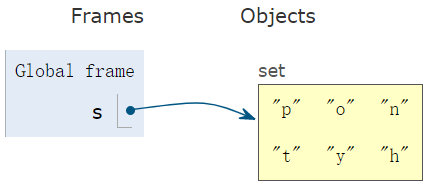 Frames Objects
Global frame
set
s
"p" "o" "n"
"t" "y" "h"